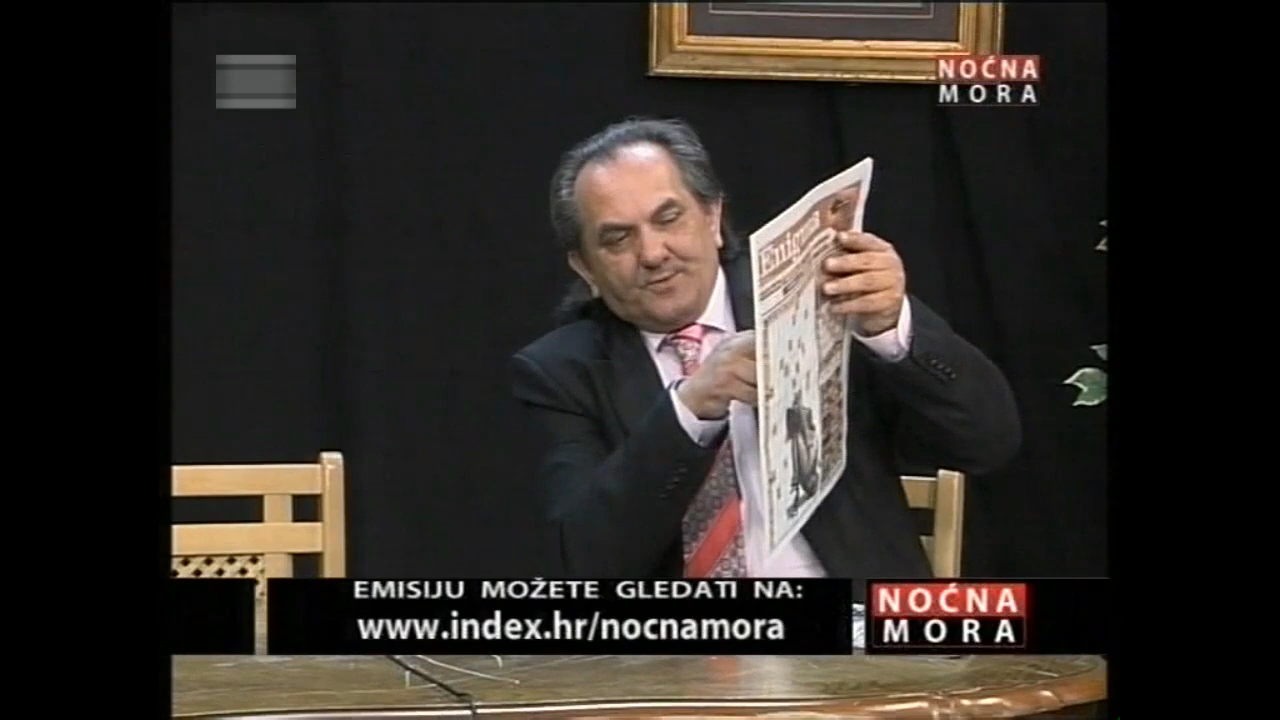 NOĆNA
MORA
Enigma
EMISIJU MOŽETE GLEDATI NA:
www.index.hr/nocnamora
NOĆNA
MORA